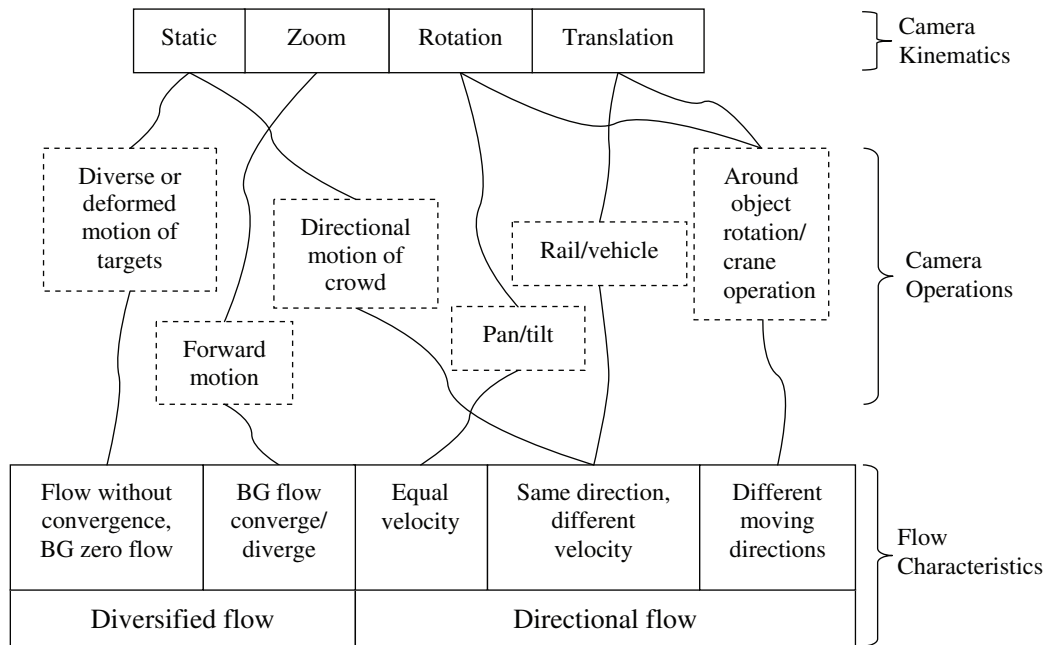 Static Zoom Rotation Translation
Camera
Kinematics
Diverse or
deformed
motion of
targets
Directional
motion of
crowd
Rail/vehicle
Around
object
rotation/
crane
operation
Forward
motion
Pan/tilt
Camera
Operations
Flow without
convergence,
BG zero flow
BG flow
converge/
diverge
Equal
velocity
Same direction,
different
velocity
Different
moving
directions
Diversified flow
Directional flow
Flow
Characteristics